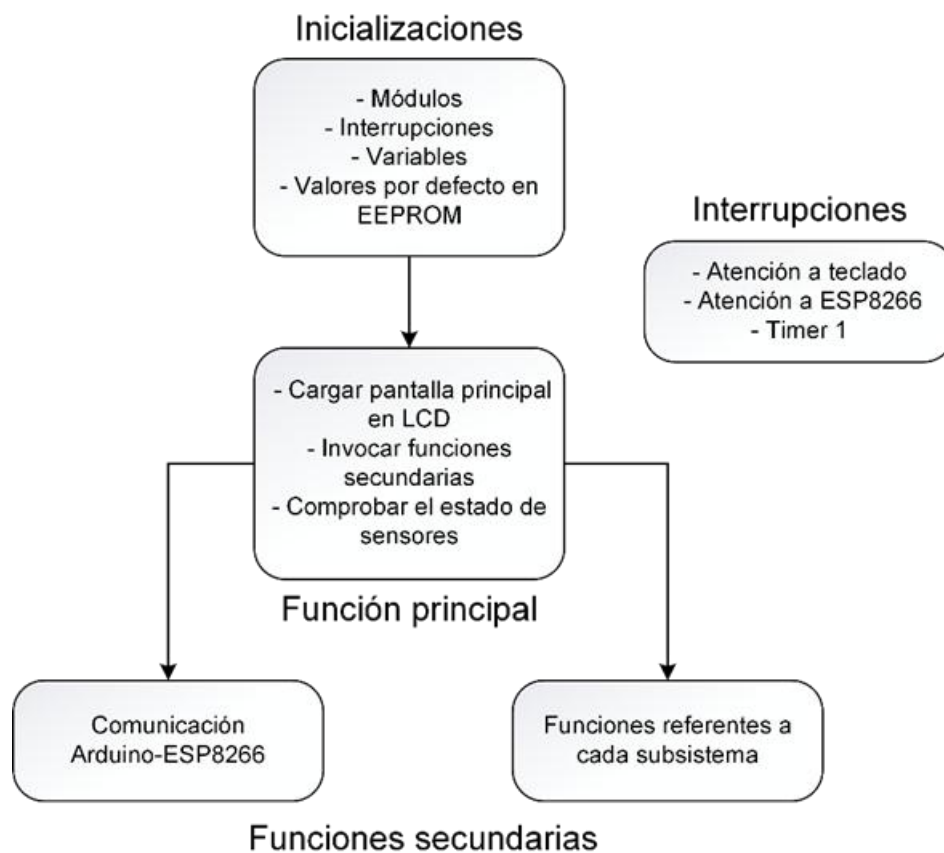 Inicializaciones
- Módulos
- Interrupciones
- Variables
- Valores por defecto en
EEPROM
Interrupciones
- Atención a teclado
- Atención a ESP8266
- Timer 1
- Cargar pantalla principal
en LCD
- Invocar funciones
secundarias
- Comprobar el estado de
sensores
Función principal
Comunicación
Arduino-ESP8266
Funciones referentes a
cada subsistema
Funciones secundarias